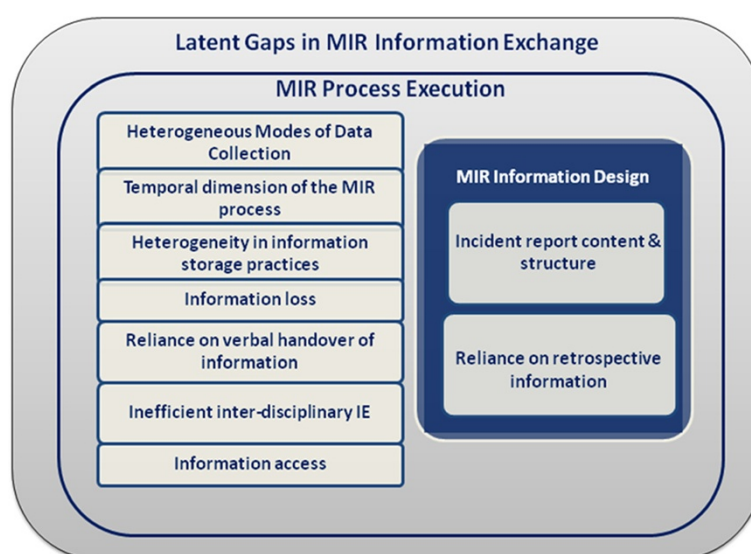 Latent Gaps in MIR Information Exchange
MIR Process Execution
Heterogeneous Modes of Data
Collection
Temporal dimension of the MIR
process
Heterogeneity in information
storage practices
Information loss
Reliance on verbal handover of
information
Inefficient inter-disciplinary IE
Information access
MIR Information Design
Incident report content &
structure
Reliance on retrospective
information